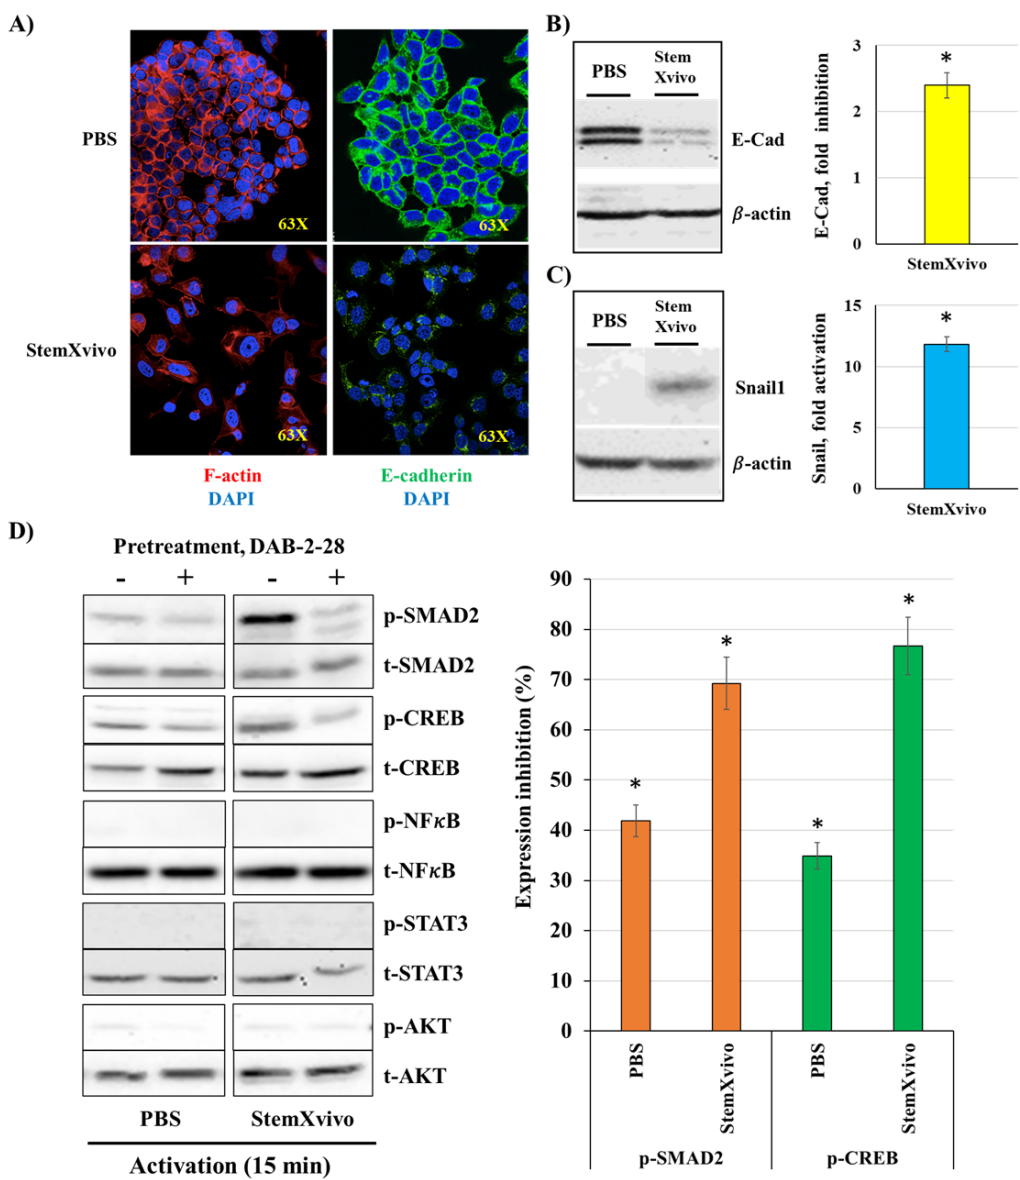 A)
PBS
63X
63X
StemXvivo
63X
63X
F-actin
DAPI
E-cadherin
DAPI
B)
PBS
Stem
Xvivo
E-Cad
β-actin
E-Cad, fold inhibition
3
2
1
0
*
StemXvivo
C)
PBS
Stem
Xvivo
Snail1
β-actin
Snail, fold activation
15
12
10
5
0
*
StemXvivo
D)
Pretreatment, DAB-2-28
- + - +
p-SMAD2
t-SMAD2
p-CREB
t-CREB
p-NFκB
t-NFκB
p-STAT3
t-STAT3
p-AKT
t-AKT
PBS
StemXvivo
Activation (15 min)
Expression inhibition (%)
90
80
70
60
50
40
30
20
10
0
*
*
*
*
PBS
StemXvivo
PBS
StemXvivo
p-SMAD2
p-CREB